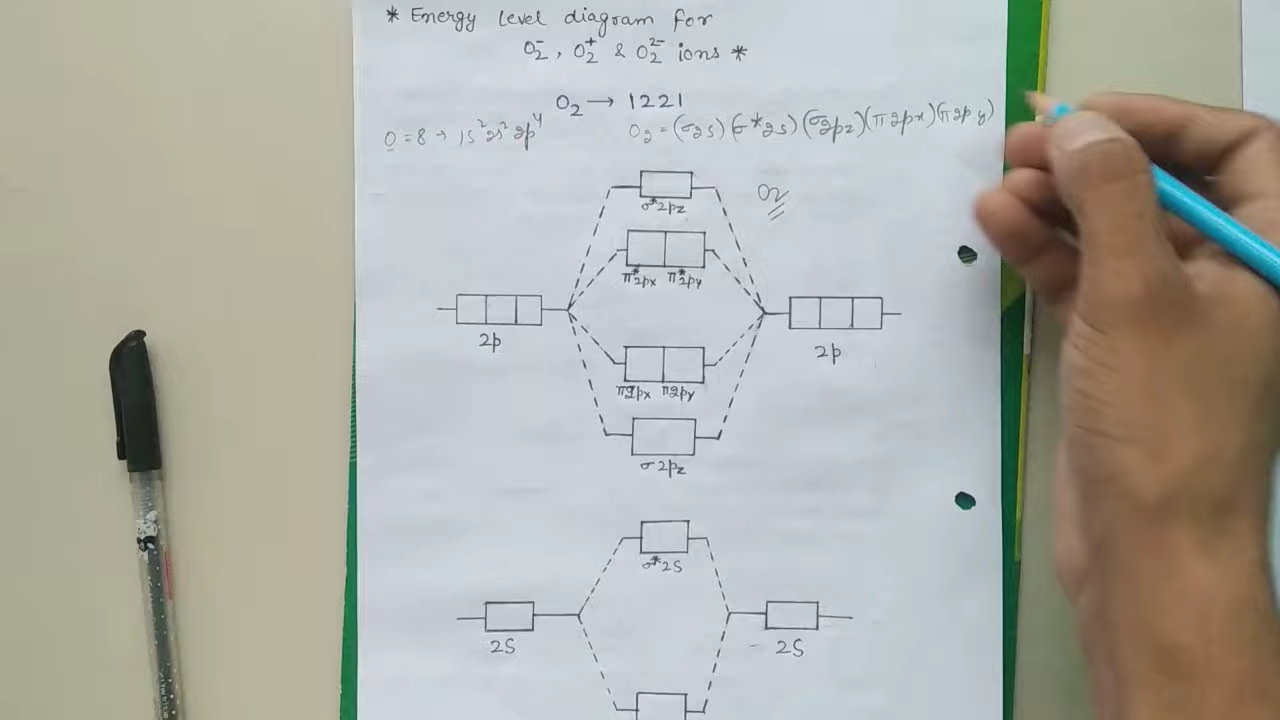 * Energy level diagram for
O₂⁻, O₂⁺ & O₂²⁻ ions *
O₂ → 1221
O = 8 → 1s² 2s² 2p⁴
O₂ = (σ2s) (σ*2s) (σ2pz) (π2px) (π2py)
σ*2pz
O₂
π*2px π*2py
2p
2p
π2px π2py
σ2pz
σ*2S
2S
2S